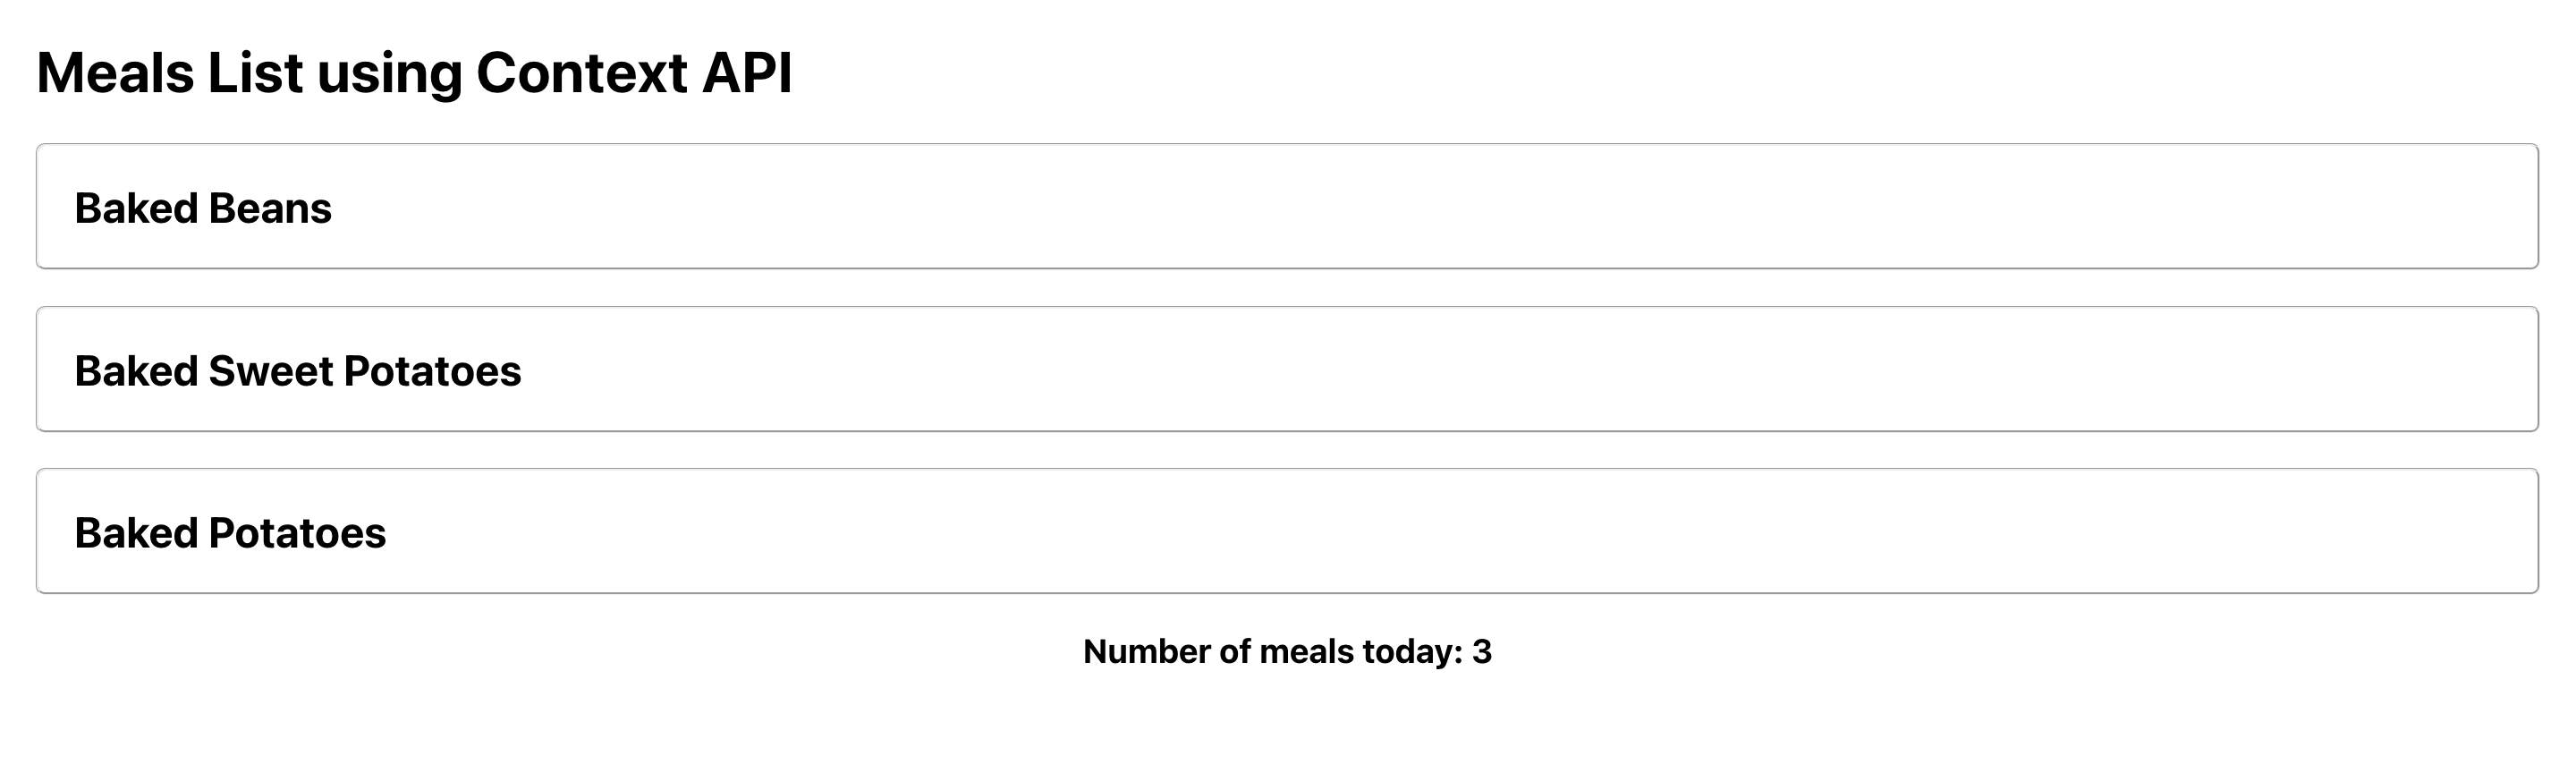 Meals List using Context API
Baked Beans
Baked Sweet Potatoes
Baked Potatoes
Number of meals today: 3